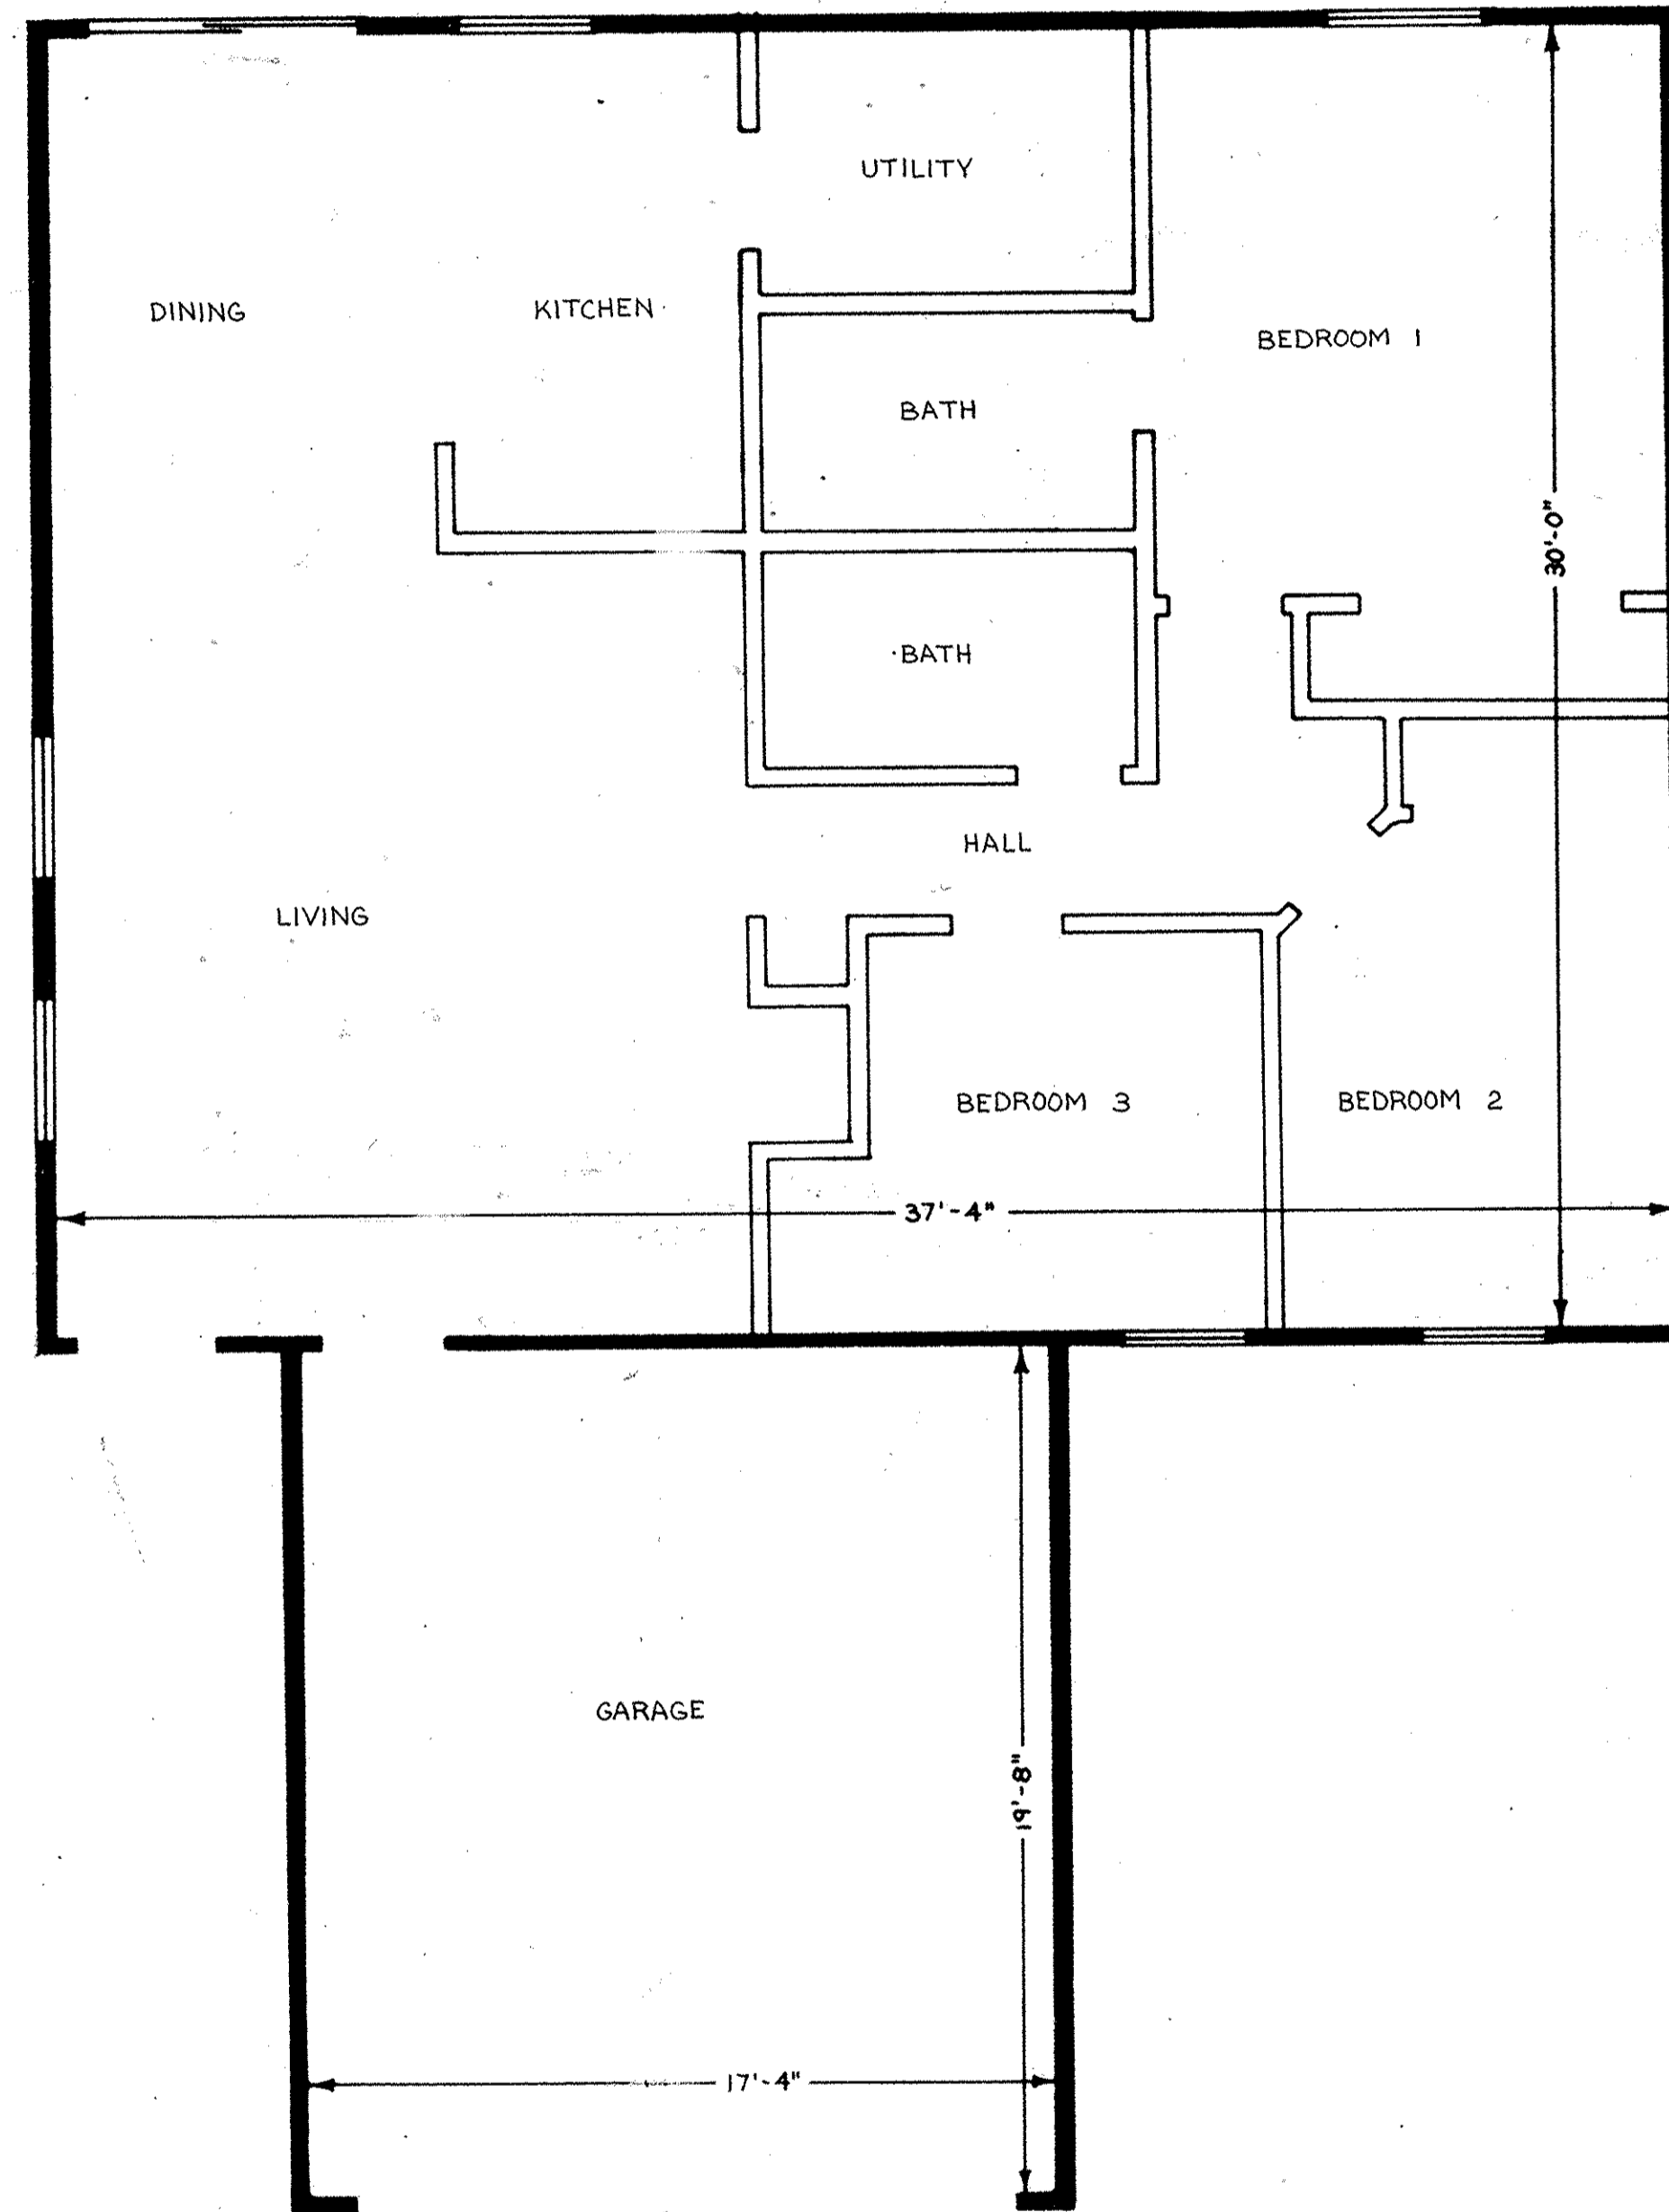 UTILITY
DINING
KITCHEN
BEDROOM 1
BATH
30'-0"
BATH
HALL
LIVING
BEDROOM 3
BEDROOM 2
37'-4"
GARAGE
19'-8"
17'-4"